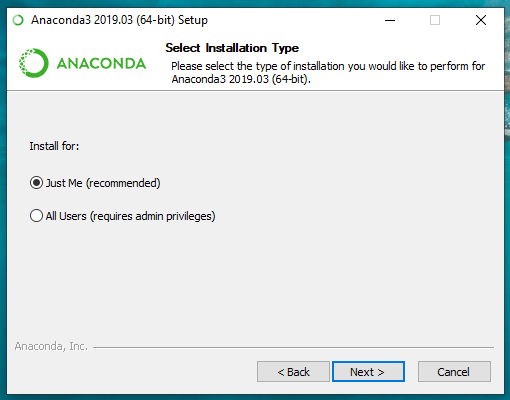 Anaconda3 2019.03 (64-bit) Setup
ANACONDA
Select Installation Type
Please select the type of installation you would like to perform for
Anaconda3 2019.03 (64-bit).
Install for:
Just Me (recommended)
All Users (requires admin privileges)
Anaconda, Inc.
< Back
Next >
Cancel